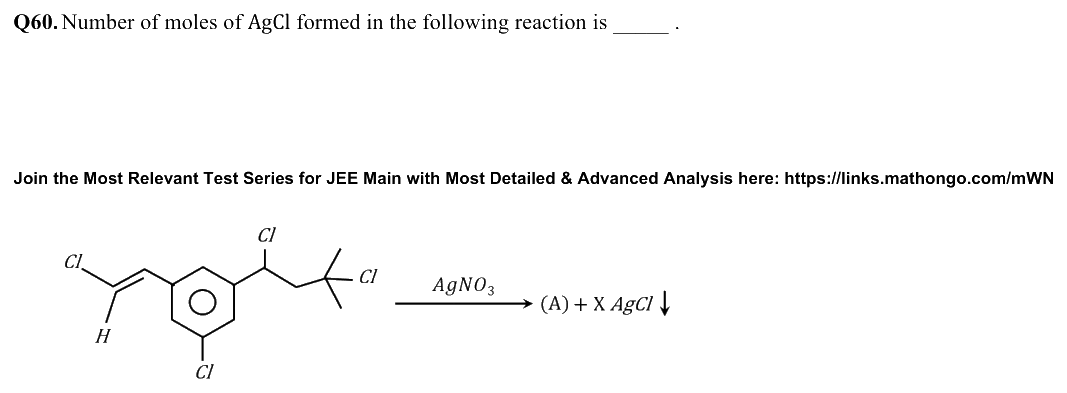 Q60. Number of moles of AgCl formed in the following reaction is _____ .
Join the Most Relevant Test Series for JEE Main with Most Detailed & Advanced Analysis here: https://links.mathongo.com/mWN
Cl
Cl
Cl
AgNO₃
(A) + X AgCl ↓
H
Cl